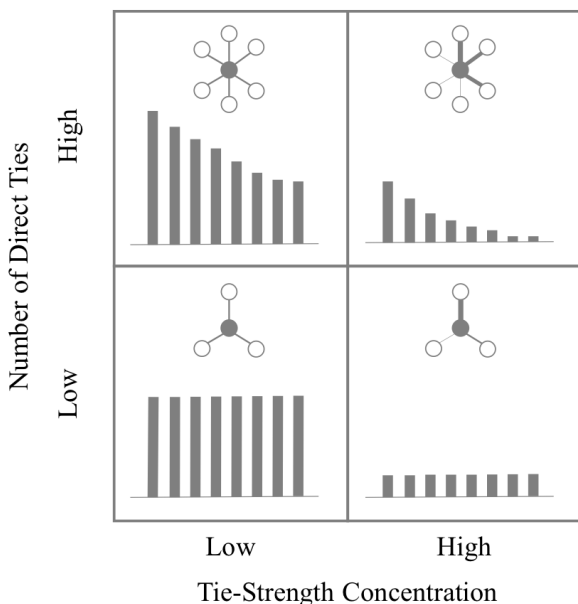 Number of Direct Ties
High
Low
Low
High
Tie-Strength Concentration